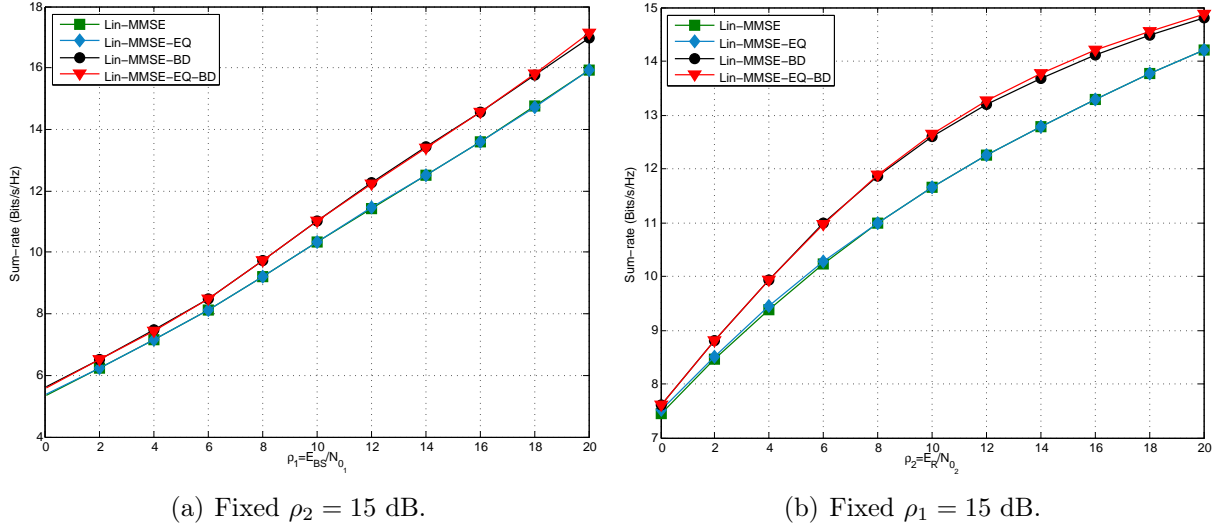 18
16
14
12
10
8
6
4
Sum−rate (Bits/s/Hz)
Lin−MMSE
Lin−MMSE−EQ
Lin−MMSE−BD
Lin−MMSE−EQ−BD
0 2 4 6 8 10 12 14 16 18 20
ρ1=EBS/N01
(a) Fixed ρ2 = 15 dB.
15
14
13
12
11
10
9
8
7
Sum−rate (Bits/s/Hz)
Lin−MMSE
Lin−MMSE−EQ
Lin−MMSE−BD
Lin−MMSE−EQ−BD
0 2 4 6 8 10 12 14 16 18 20
ρ2=ER/N02
(b) Fixed ρ1 = 15 dB.